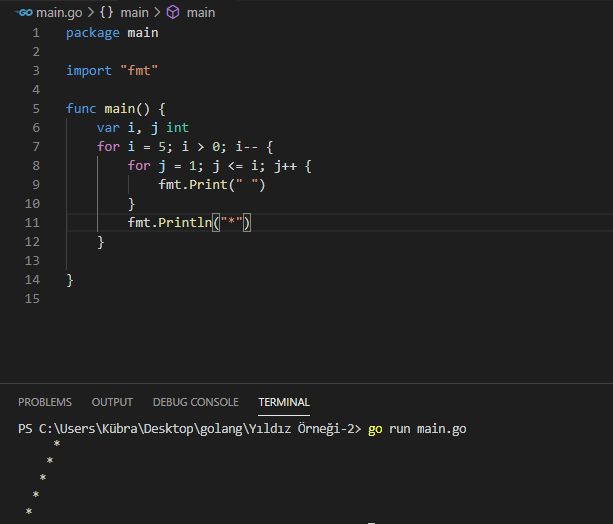 main.go > {} main > main
1 package main
2
3 import "fmt"
4
5 func main() {
6     var i, j int
7     for i = 5; i > 0; i-- {
8         for j = 1; j <= i; j++ {
9             fmt.Print(" ")
10         }
11         fmt.Println("*")
12     }
13
14 }
15
PROBLEMS OUTPUT DEBUG CONSOLE TERMINAL
PS C:\Users\Kübra\Desktop\golang\Yıldız Örneği-2> go run main.go
     *
    *
   *
  *
 *